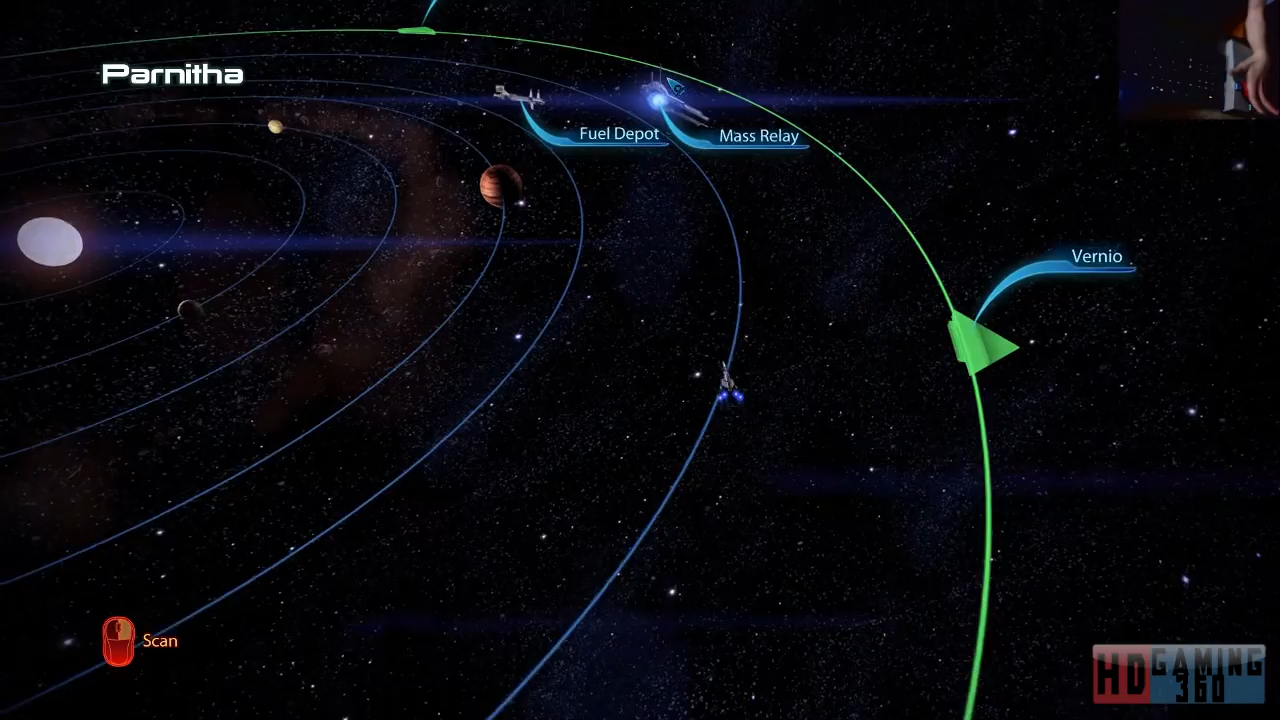 Parnitha
Fuel Depot
Mass Relay
Vernio
Scan
HD GAMING
360